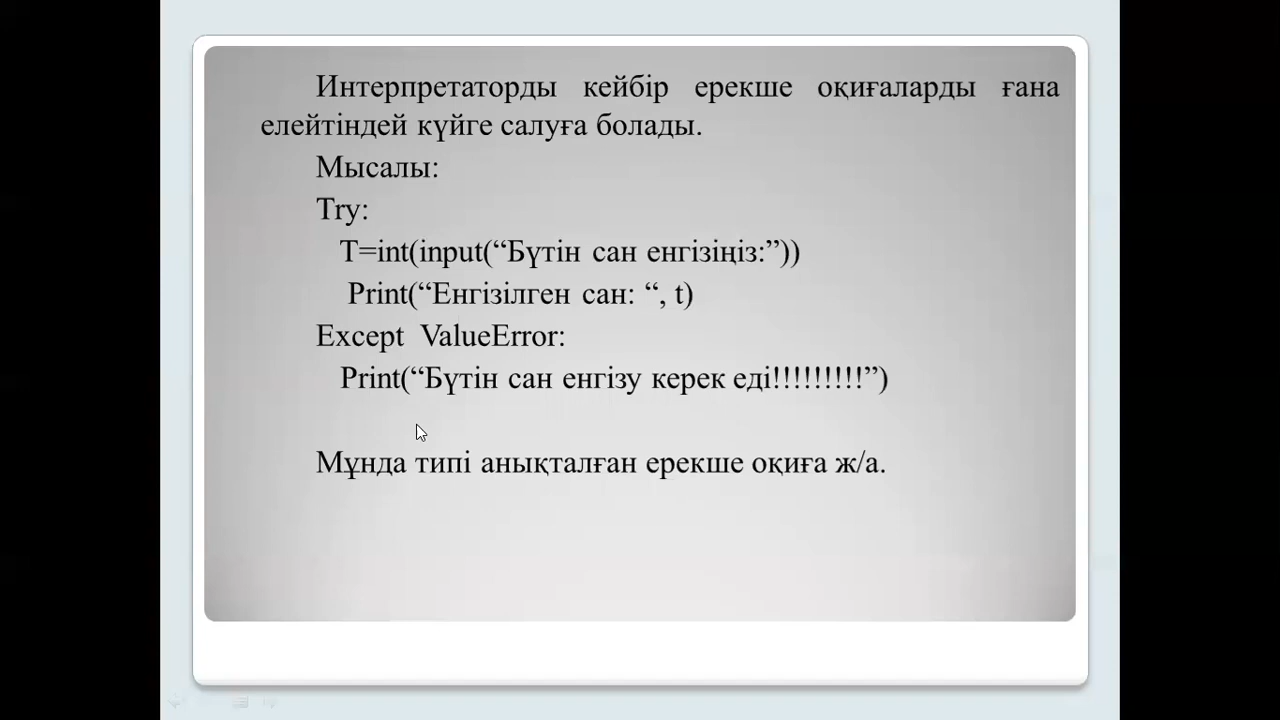 Интерпретаторды кейбір ерекше оқиғаларды ғана
елейтіндей күйге салуға болады.
Мысалы:
Try:
T=int(input(“Бүтін сан енгізіңіз:”))
Print(“Енгізілген сан: “, t)
Except ValueError:
Print(“Бүтін сан енгізу керек еді!!!!!!!!!”)
Мұнда типі анықталған ерекше оқиға ж/а.